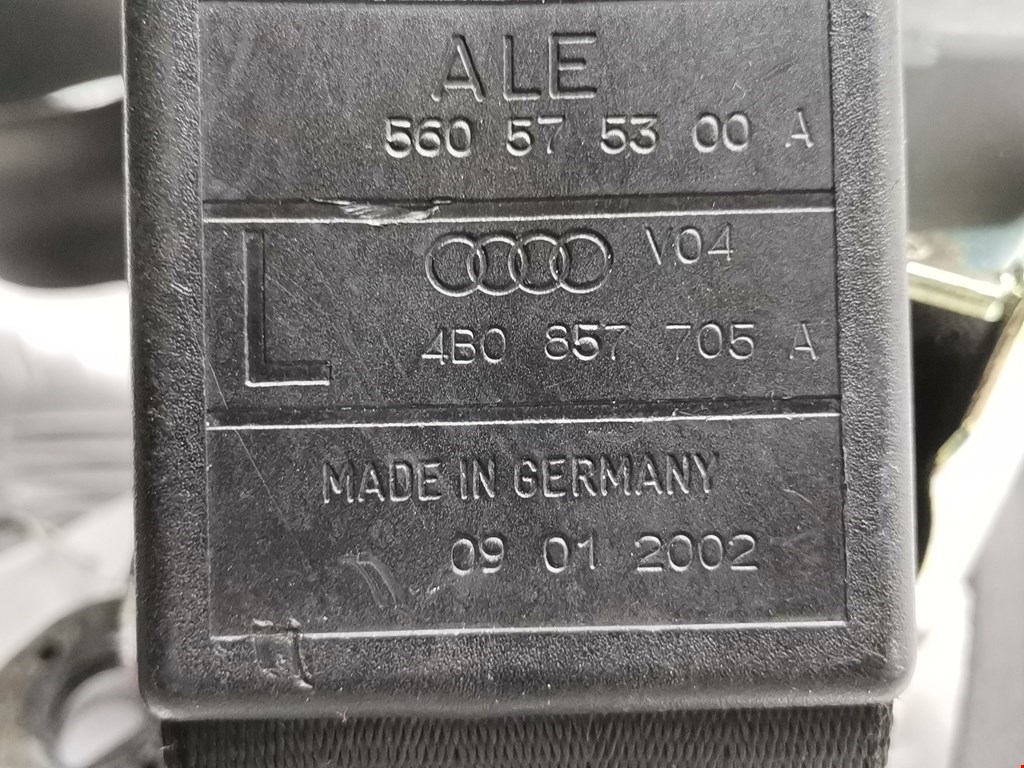 ALE
560 57 53 00 A
L
V04
4B0 857 705 A
MADE IN GERMANY
09 01 2002